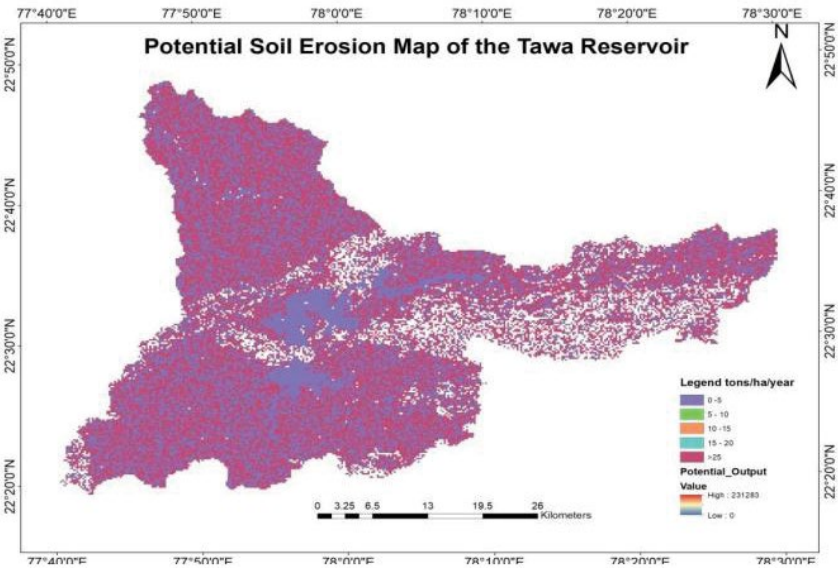 77°40'0"E 77°50'0"E 78°0'0"E 78°10'0"E 78°20'0"E 78°30'0"E
Potential Soil Erosion Map of the Tawa Reservoir
N
22°50'0"N 22°50'0"N
22°40'0"N 22°40'0"N
22°30'0"N 22°30'0"N
22°20'0"N 22°20'0"N
Legend tons/ha/year
0 -5
5 - 10
10 -15
15 - 20
>25
Potential_Output
Value
High : 231283
Low : 0
0 3.25 6.5 13 19.5 26
Kilometers
77°40'0"E 77°50'0"E 78°0'0"E 78°10'0"E 78°20'0"E 78°30'0"E